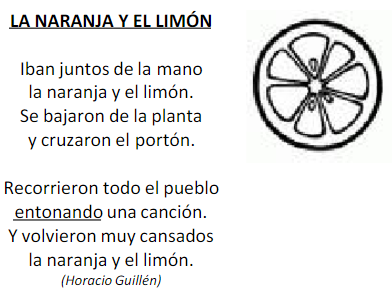 LA NARANJA Y EL LIMÓN
Iban juntos de la mano
la naranja y el limón.
Se bajaron de la planta
y cruzaron el portón.
Recorrieron todo el pueblo
entonando una canción.
Y volvieron muy cansados
la naranja y el limón.
(Horacio Guillén)